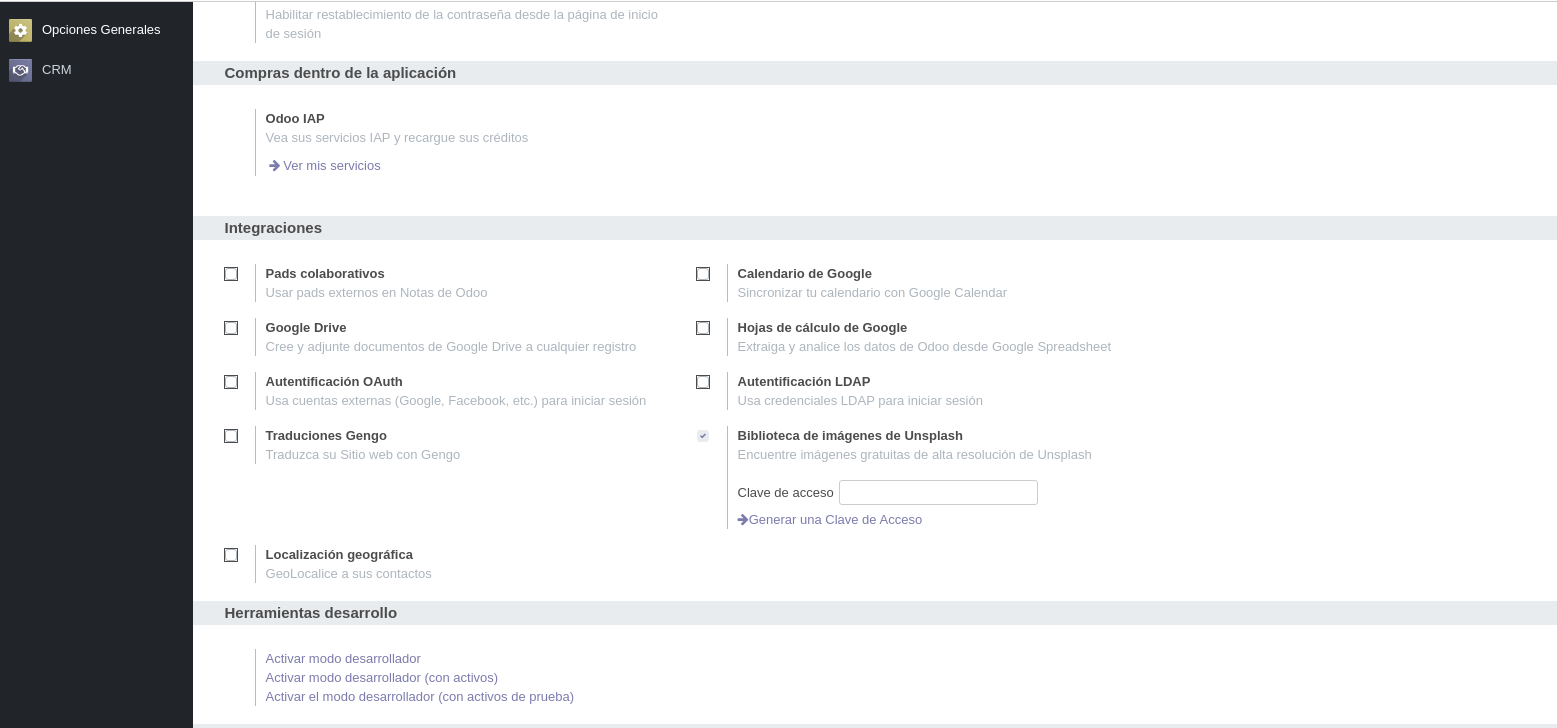 Opciones Generales
CRM
Habilitar restablecimiento de la contraseña desde la página de inicio
de sesión
Compras dentro de la aplicación
Odoo IAP
Vea sus servicios IAP y recargue sus créditos
Ver mis servicios
Integraciones
Pads colaborativos
Usar pads externos en Notas de Odoo
Calendario de Google
Sincronizar tu calendario con Google Calendar
Google Drive
Cree y adjunte documentos de Google Drive a cualquier registro
Hojas de cálculo de Google
Extraiga y analice los datos de Odoo desde Google Spreadsheet
Autentificación OAuth
Usa cuentas externas (Google, Facebook, etc.) para iniciar sesión
Autentificación LDAP
Usa credenciales LDAP para iniciar sesión
Traduciones Gengo
Traduzca su Sitio web con Gengo
Biblioteca de imágenes de Unsplash
Encuentre imágenes gratuitas de alta resolución de Unsplash
Clave de acceso
Generar una Clave de Acceso
Localización geográfica
GeoLocalice a sus contactos
Herramientas desarrollo
Activar modo desarrollador
Activar modo desarrollador (con activos)
Activar el modo desarrollador (con activos de prueba)